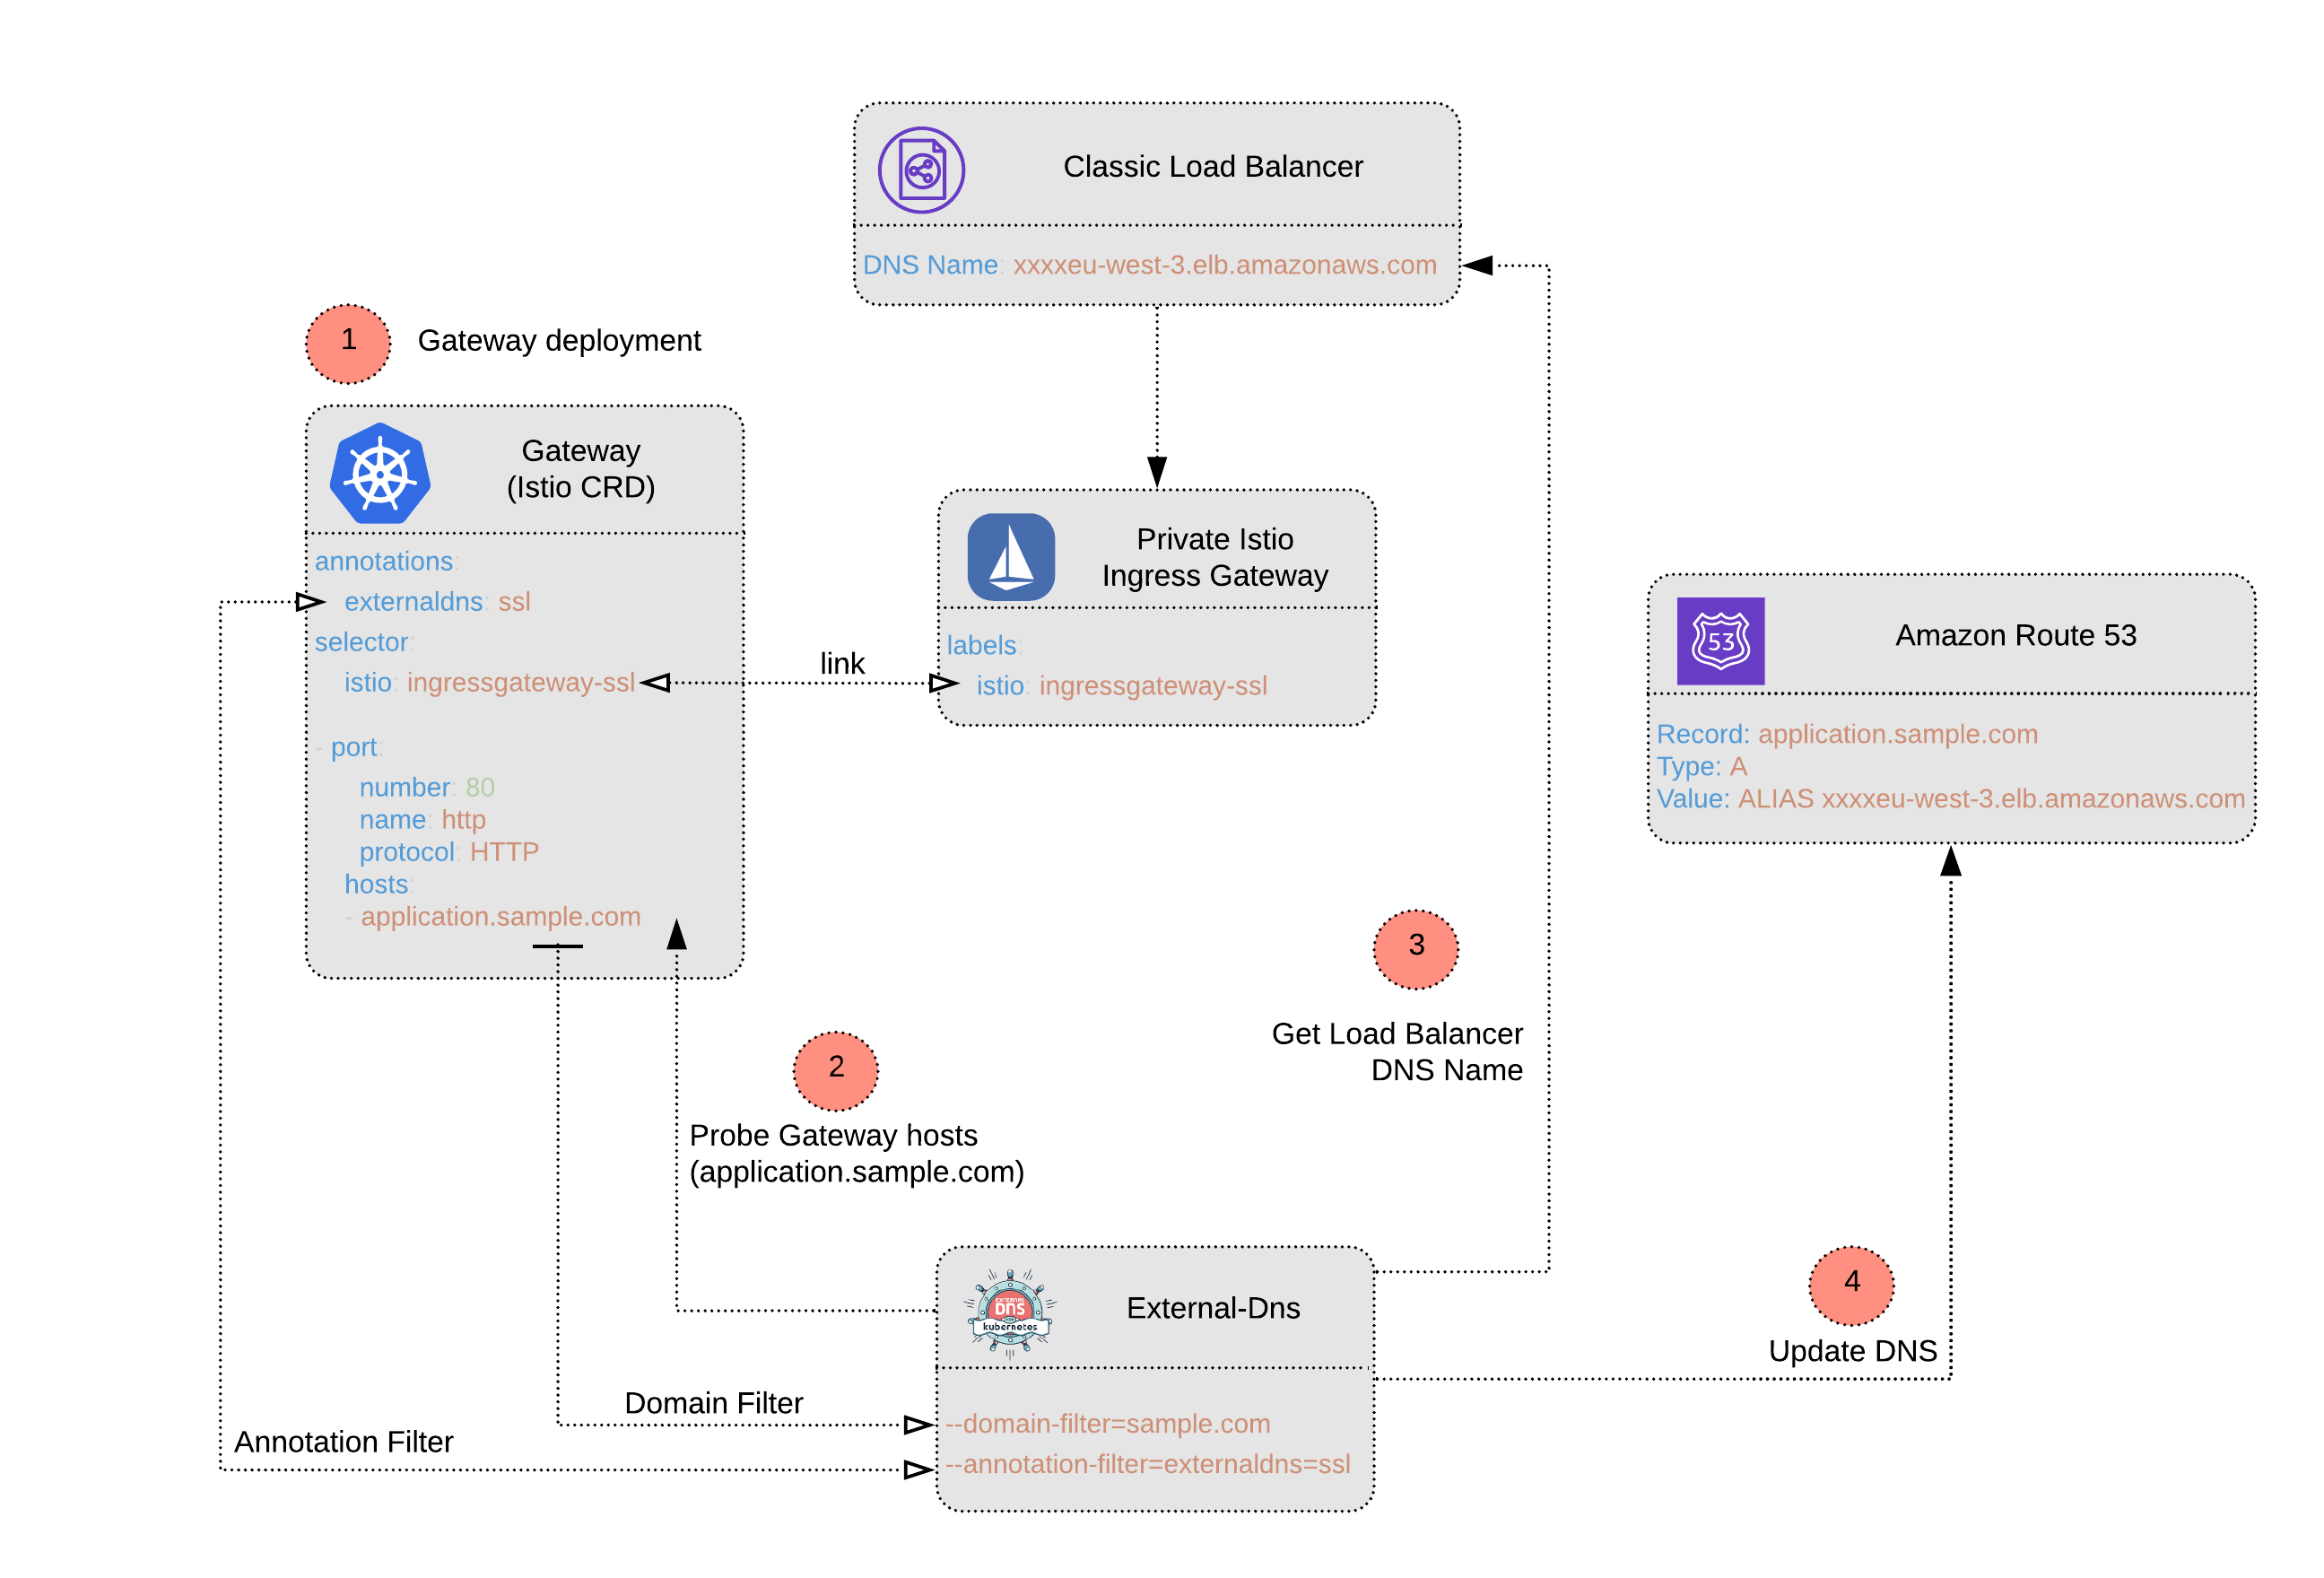 Classic Load Balancer
DNS Name: xxxxeu-west-3.elb.amazonaws.com
1
Gateway deployment
Gateway
(Istio CRD)
annotations:
externaldns: ssl
selector:
istio: ingressgateway-ssl
- port:
number: 80
name: http
protocol: HTTP
hosts:
- application.sample.com
link
Private Istio
Ingress Gateway
labels:
istio: ingressgateway-ssl
53
Amazon Route 53
Record: application.sample.com
Type: A
Value: ALIAS xxxxeu-west-3.elb.amazonaws.com
2
Probe Gateway hosts
(application.sample.com)
3
Get Load Balancer
DNS Name
4
Update DNS
EXTERNAL
DNS
kubernetes
External-Dns
Domain Filter
Annotation Filter
--domain-filter=sample.com
--annotation-filter=externaldns=ssl